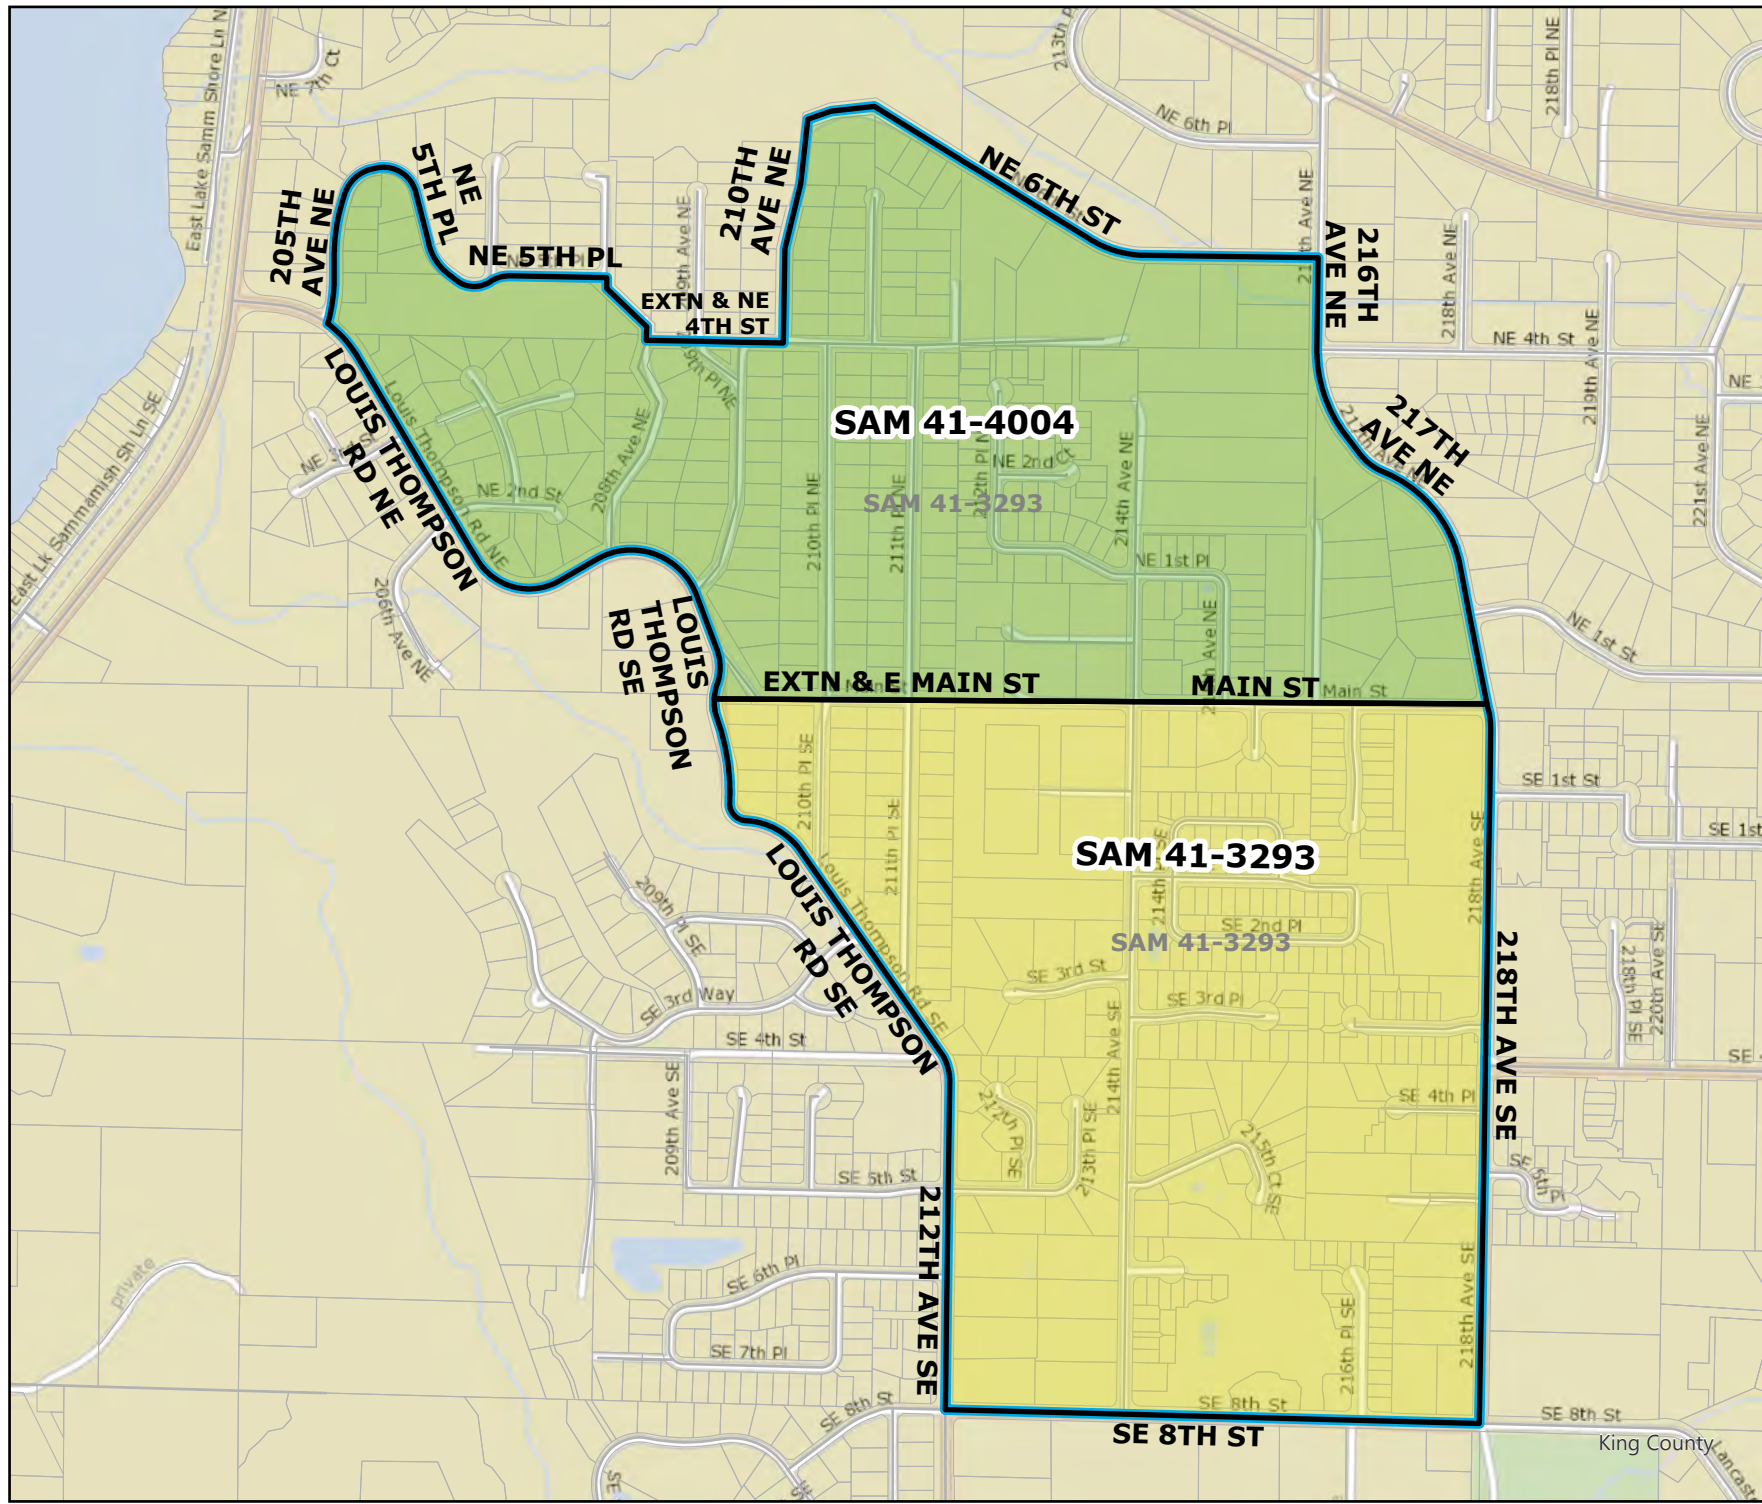 East Lake Samm Shore Ln N
NE 7th Ct
213th P
218th Pl NE
NE 6th Pl
205TH
AVE NE
NE
5TH PL
NE 5TH PL
210TH
AVE NE
EXTN & NE
4TH ST
NE 6TH ST
216TH
AVE NE
217TH
AVE NE
218th Ave NE
NE 4th St
219th Ave NE
NE
221st Ave NE
NE 1st St
LOUIS THOMPSON
RD NE
Louis Thompson Rd NE
NE 2nd St
208th Ave NE
206th Ave NE
East Lk Sammamish Sh Ln SE
SAM 41-4004
SAM 41-3293
NE 2nd Ct
212th Pl NE
210th Pl NE
211th Pl NE
214th Ave NE
NE 1st Pl
LOUIS
THOMPSON
RD SE
EXTN & E MAIN ST
MAIN ST
Main St
210th Pl SE
211th Pl SE
SAM 41-3293
SAM 41-3293
214th Pl SE
SE 2nd Pl
218th Ave SE
SE 1st St
SE 1st
LOUIS THOMPSON
RD SE
Louis Thompson Rd SE
209th Pl SE
SE 3rd Way
SE 3rd St
SE 3rd Pl
218TH AVE SE
218th Pl SE
220th Ave SE
SE 4th St
SE
214th Ave SE
SE 4th Pl
209th Ave SE
212th Pl SE
213th Pl SE
215th Ct SE
SE 5th St
SE 5th Pl
212TH AVE SE
private
SE 6th Pl
SE 7th Pl
216th Pl SE
218th Ave SE
SE 8th St
SE 8th St
SE 8TH ST
SE 8th St
King County
Lancast
SE